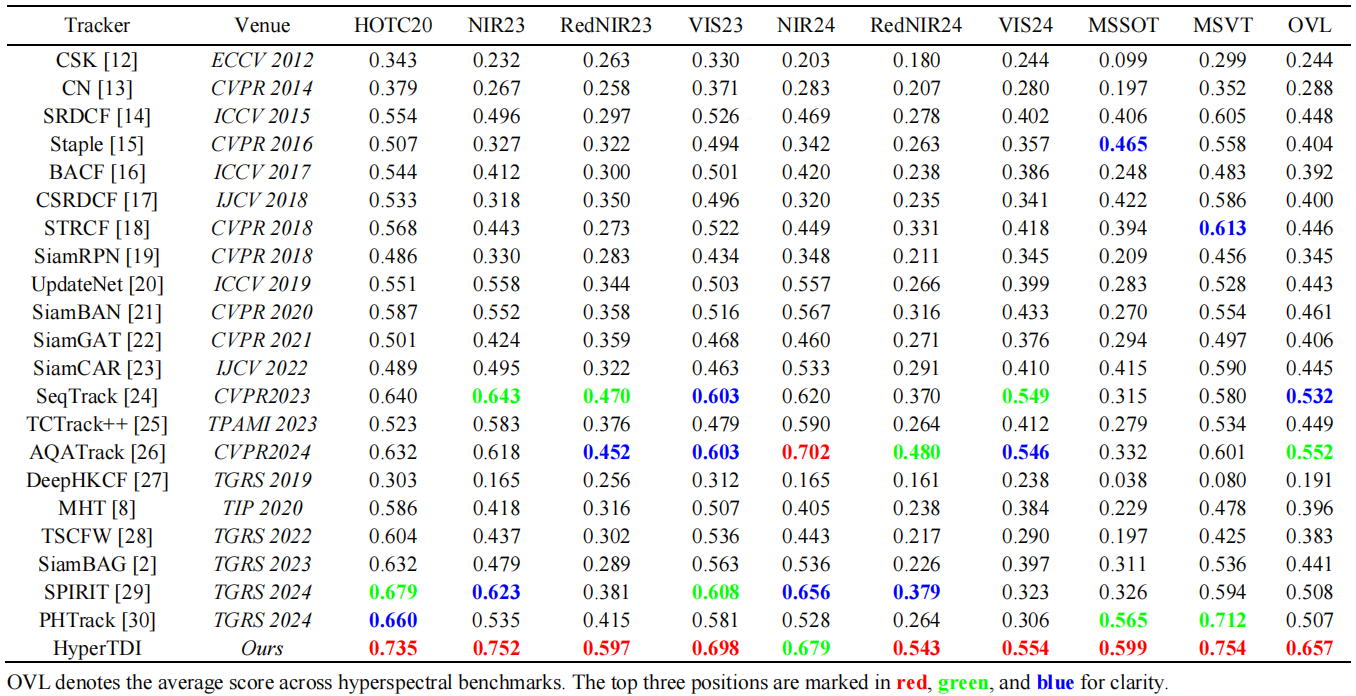 Tracker Venue HOTC20 NIR23 RedNIR23 VIS23 NIR24 RedNIR24 VIS24 MSSOT MSVT OVL
CSK [12] ECCV 2012 0.343 0.232 0.263 0.330 0.203 0.180 0.244 0.099 0.299 0.244
CN [13] CVPR 2014 0.379 0.267 0.258 0.371 0.283 0.207 0.280 0.197 0.352 0.288
SRDCF [14] ICCV 2015 0.554 0.496 0.297 0.526 0.469 0.278 0.402 0.406 0.605 0.448
Staple [15] CVPR 2016 0.507 0.327 0.322 0.494 0.342 0.263 0.357 0.465 0.558 0.404
BACF [16] ICCV 2017 0.544 0.412 0.300 0.501 0.420 0.238 0.386 0.248 0.483 0.392
CSRDCF [17] IJCV 2018 0.533 0.318 0.350 0.496 0.320 0.235 0.341 0.422 0.586 0.400
STRCF [18] CVPR 2018 0.568 0.443 0.273 0.522 0.449 0.331 0.418 0.394 0.613 0.446
SiamRPN [19] CVPR 2018 0.486 0.330 0.283 0.434 0.348 0.211 0.345 0.209 0.456 0.345
UpdateNet [20] ICCV 2019 0.551 0.558 0.344 0.503 0.557 0.266 0.399 0.283 0.528 0.443
SiamBAN [21] CVPR 2020 0.587 0.552 0.358 0.516 0.567 0.316 0.433 0.270 0.554 0.461
SiamGAT [22] CVPR 2021 0.501 0.424 0.359 0.468 0.460 0.271 0.376 0.294 0.497 0.406
SiamCAR [23] IJCV 2022 0.489 0.495 0.322 0.463 0.533 0.291 0.410 0.415 0.590 0.445
SeqTrack [24] CVPR2023 0.640 0.643 0.470 0.603 0.620 0.370 0.549 0.315 0.580 0.532
TCTrack++ [25] TPAMI 2023 0.523 0.583 0.376 0.479 0.590 0.264 0.412 0.279 0.534 0.449
AQATrack [26] CVPR2024 0.632 0.618 0.452 0.603 0.702 0.480 0.546 0.332 0.601 0.552
DeepHKCF [27] TGRS 2019 0.303 0.165 0.256 0.312 0.165 0.161 0.238 0.038 0.080 0.191
MHT [8] TIP 2020 0.586 0.418 0.316 0.507 0.405 0.238 0.384 0.229 0.478 0.396
TSCFW [28] TGRS 2022 0.604 0.437 0.302 0.536 0.443 0.217 0.290 0.197 0.425 0.383
SiamBAG [2] TGRS 2023 0.632 0.479 0.289 0.563 0.536 0.226 0.397 0.311 0.536 0.441
SPIRIT [29] TGRS 2024 0.679 0.623 0.381 0.608 0.656 0.379 0.323 0.326 0.594 0.508
PHTrack [30] TGRS 2024 0.660 0.535 0.415 0.581 0.528 0.264 0.306 0.565 0.712 0.507
HyperTDI Ours 0.735 0.752 0.597 0.698 0.679 0.543 0.554 0.599 0.754 0.657
OVL denotes the average score across hyperspectral benchmarks. The top three positions are marked in red, green, and blue for clarity.